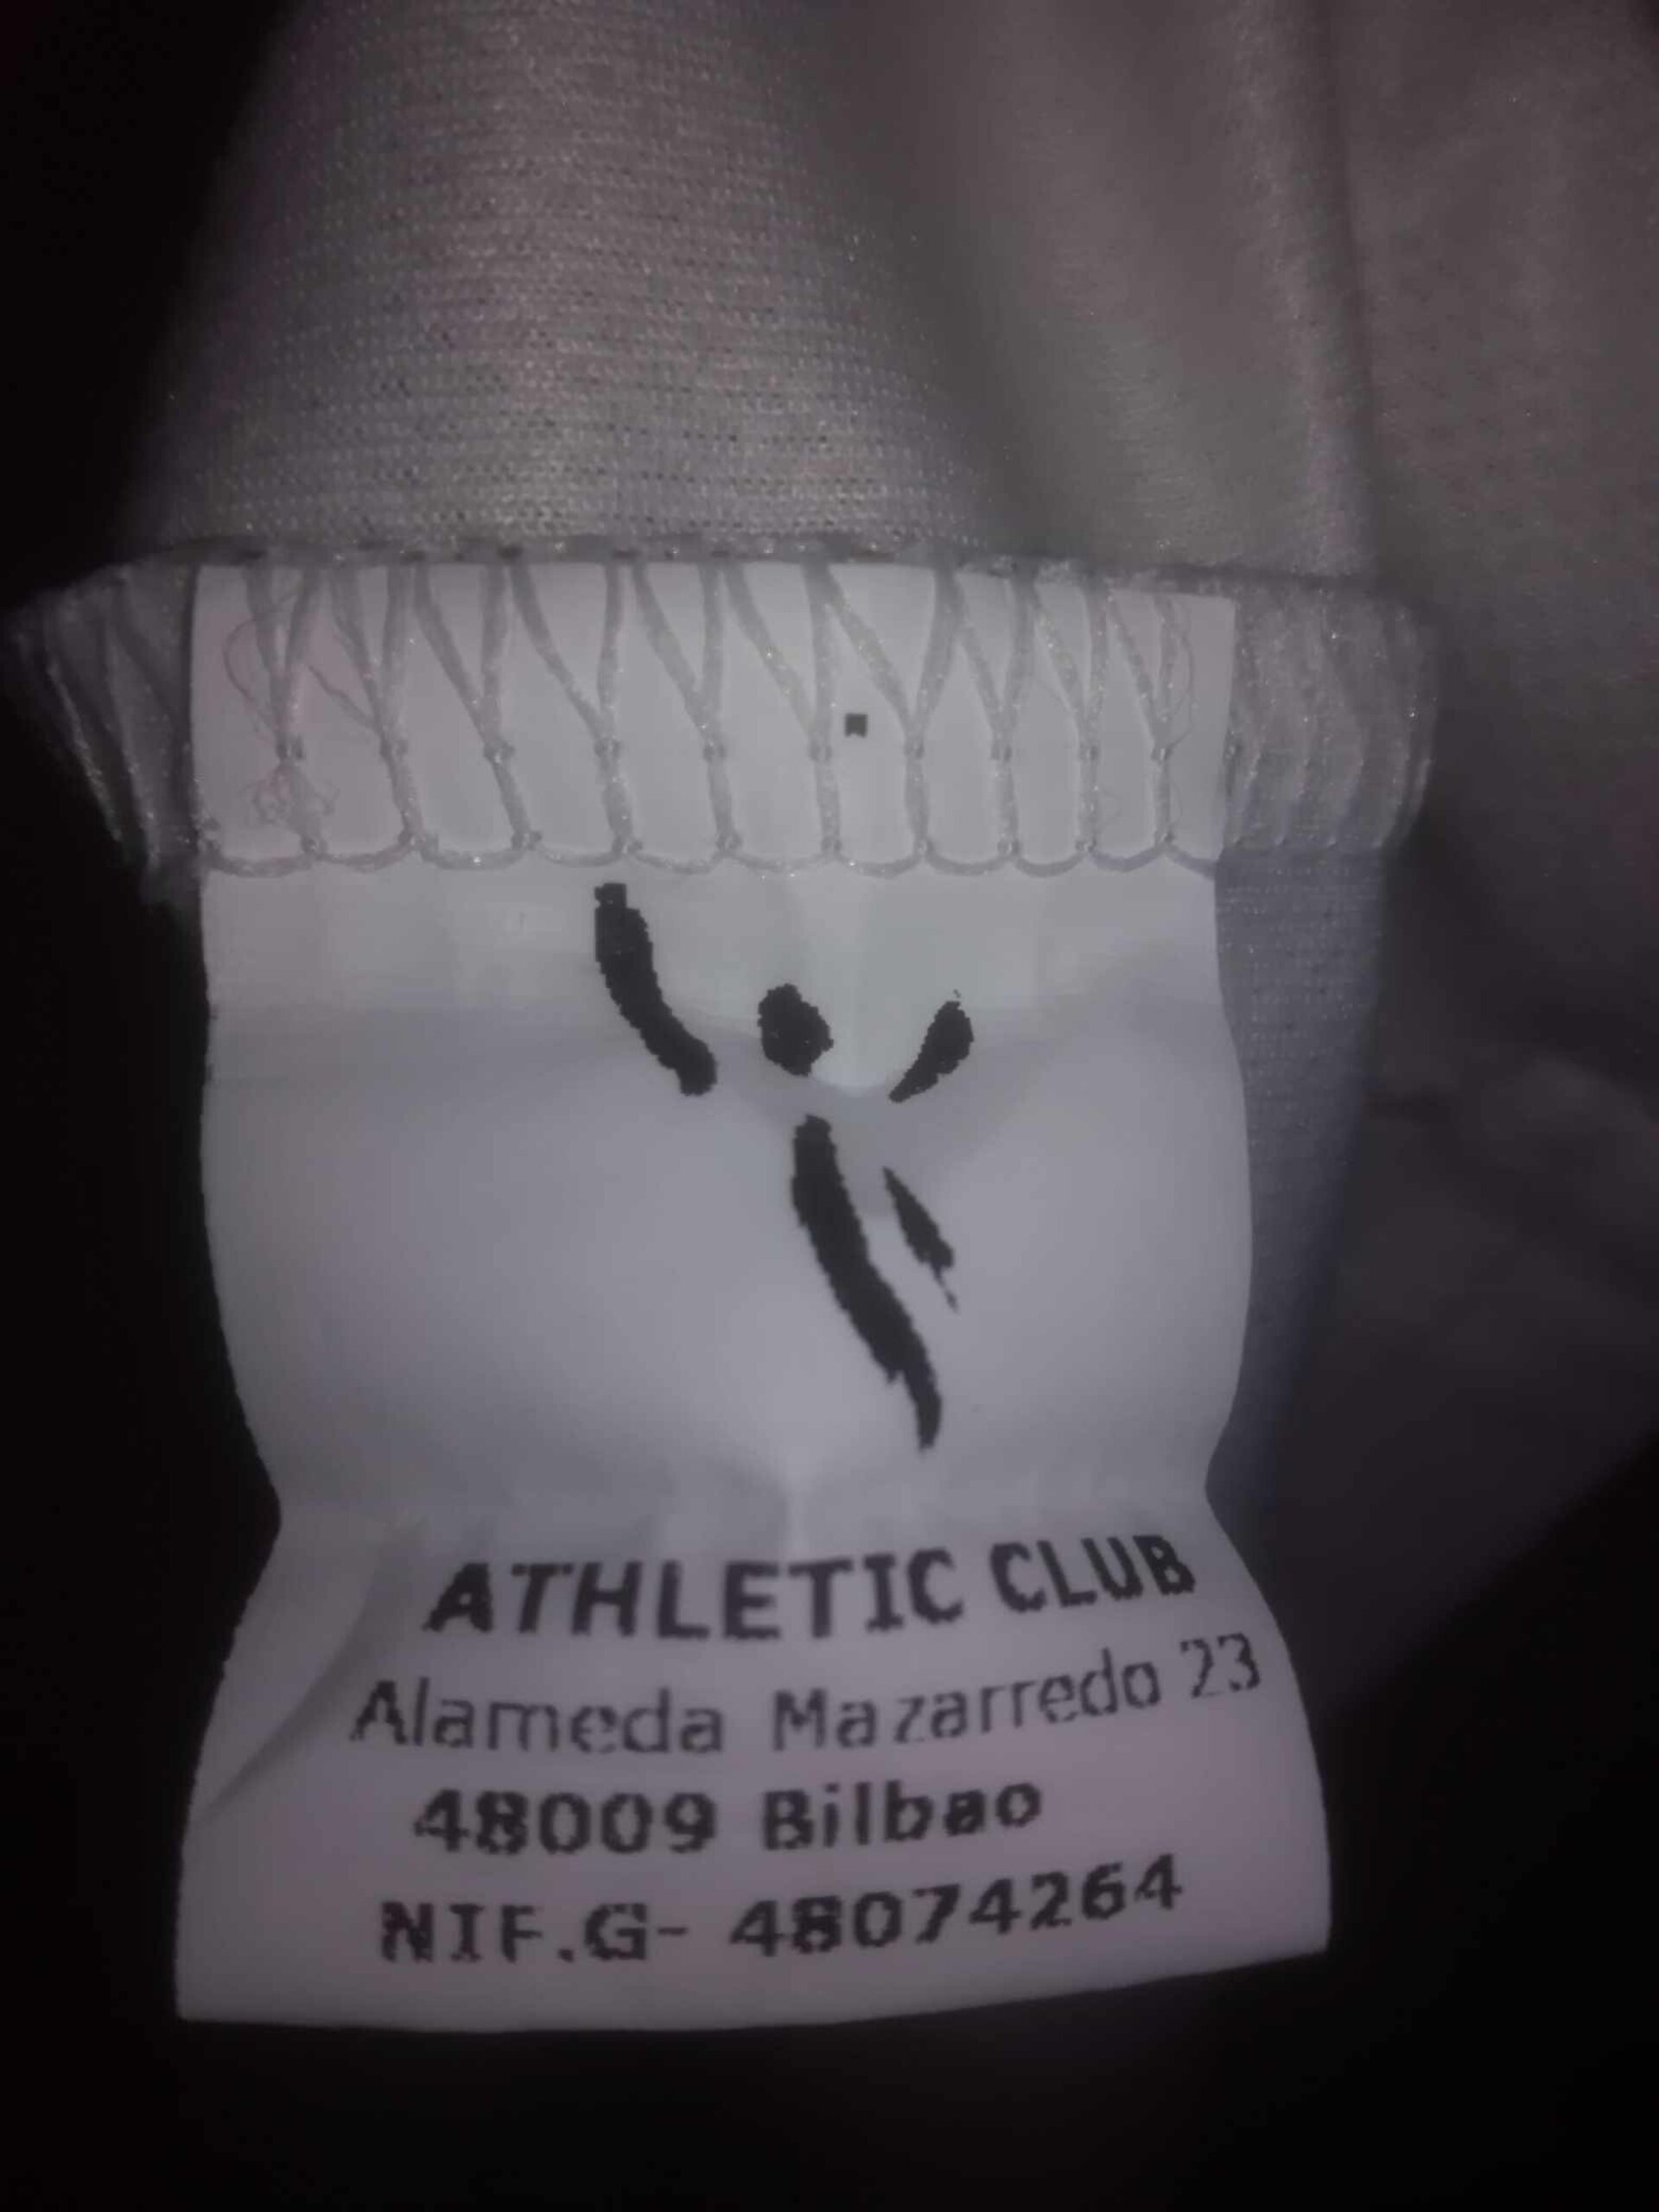 ATHLETIC CLUB
Alameda Mazarredo 23
48009 Bilbao
NIF.G- 48074264